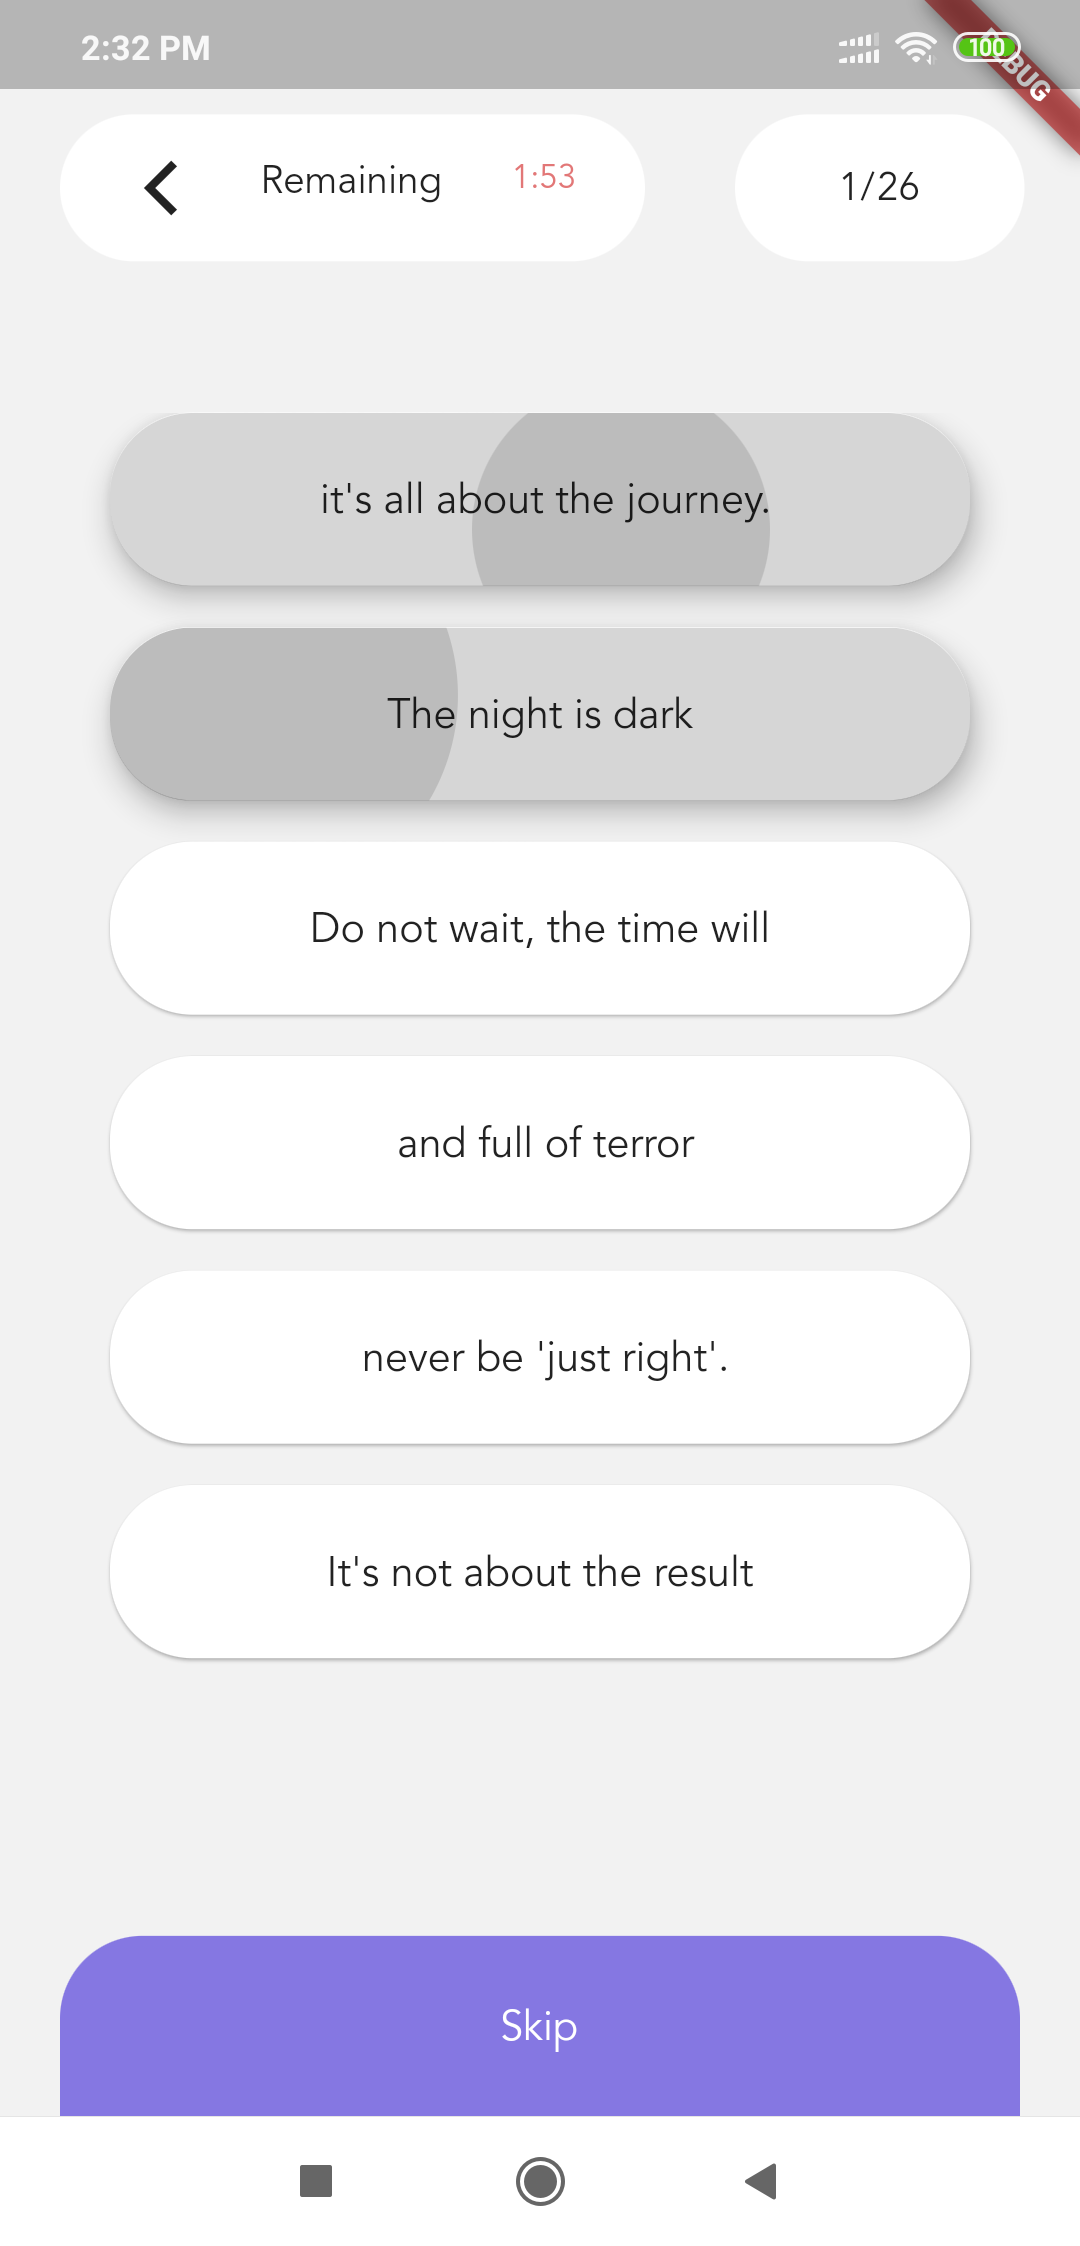 2:32 PM
100
Remaining 1:53
1/26
it's all about the journey.
The night is dark
Do not wait, the time will
and full of terror
never be 'just right'.
It's not about the result
Skip